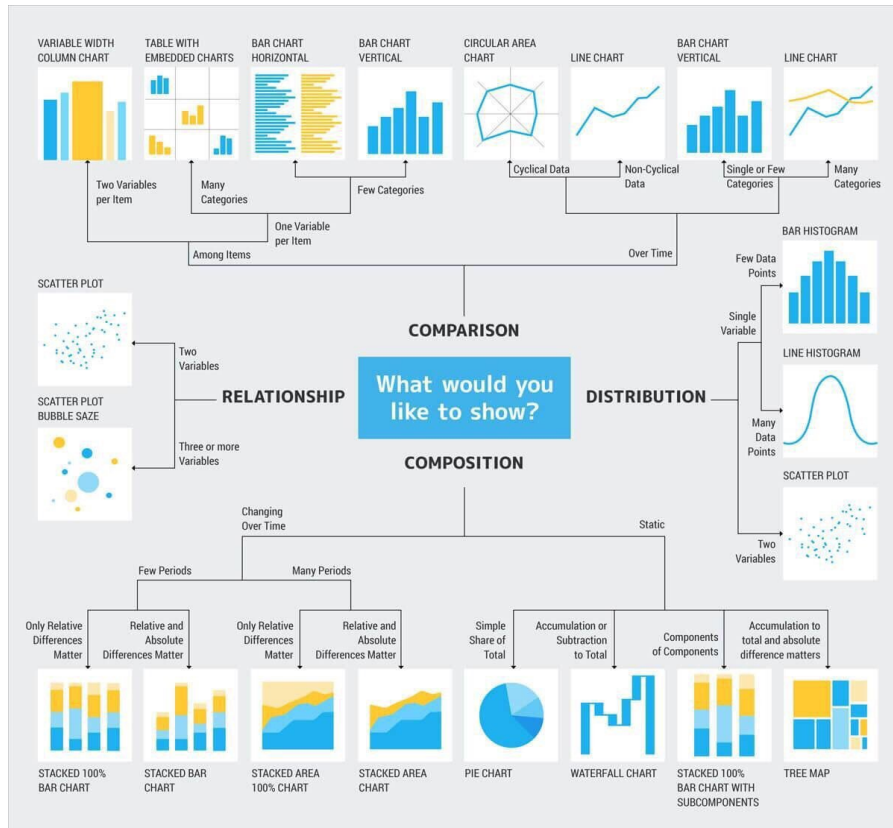 VARIABLE WIDTH
COLUMN CHART
TABLE WITH
EMBEDDED CHARTS
BAR CHART
HORIZONTAL
BAR CHART
VERTICAL
CIRCULAR AREA
CHART
LINE CHART
BAR CHART
VERTICAL
LINE CHART
Two Variables
per Item
Many
Categories
Few Categories
Cyclical Data
Non-Cyclical
Data
Single or Few
Categories
Many
Categories
One Variable
per Item
Among Items
Over Time
BAR HISTOGRAM
Few Data
Points
Single
Variable
LINE HISTOGRAM
Many
Data
Points
SCATTER PLOT
Two
Variables
SCATTER PLOT
Two
Variables
SCATTER PLOT
BUBBLE SAZE
Three or more
Variables
COMPARISON
RELATIONSHIP
What would you
like to show?
DISTRIBUTION
COMPOSITION
Changing
Over Time
Static
Few Periods
Many Periods
Only Relative
Differences
Matter
Relative and
Absolute
Differences Matter
Only Relative
Differences
Matter
Relative and
Absolute
Differences Matter
Simple
Share of
Total
Accumulation or
Subtraction
to Total
Components
of Components
Accumulation to
total and absolute
difference matters
STACKED 100%
BAR CHART
STACKED BAR
CHART
STACKED AREA
100% CHART
STACKED AREA
CHART
PIE CHART
WATERFALL CHART
STACKED 100%
BAR CHART WITH
SUBCOMPONENTS
TREE MAP